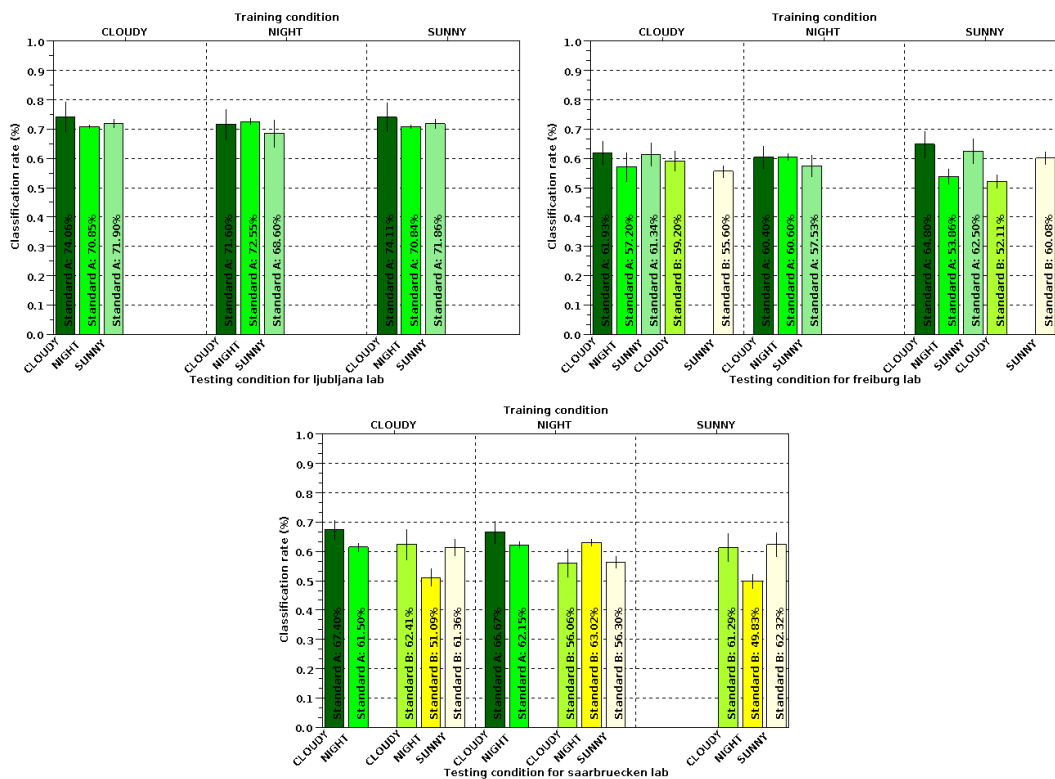 Training condition
CLOUDY NIGHT SUNNY
1.0
0.9
0.8
0.7
0.6
0.5
0.4
0.3
0.2
0.1
0.0
Classification rate (%)
Standard A: 74.06%
Standard A: 70.85%
Standard A: 71.90%
Standard A: 71.60%
Standard A: 72.55%
Standard A: 68.60%
Standard A: 74.11%
Standard A: 70.84%
Standard A: 71.86%
CLOUDY NIGHT SUNNY CLOUDY NIGHT SUNNY CLOUDY NIGHT SUNNY
Testing condition for ljubljana lab
Training condition
CLOUDY NIGHT SUNNY
1.0
0.9
0.8
0.7
0.6
0.5
0.4
0.3
0.2
0.1
0.0
Classification rate (%)
Standard A: 61.93%
Standard A: 57.20%
Standard A: 61.34%
Standard B: 59.20%
Standard B: 55.60%
Standard A: 60.40%
Standard A: 60.60%
Standard A: 57.53%
Standard A: 64.80%
Standard A: 53.86%
Standard A: 62.50%
Standard B: 52.11%
Standard B: 60.08%
CLOUDY NIGHT SUNNY CLOUDY SUNNY CLOUDY NIGHT SUNNY CLOUDY NIGHT SUNNY CLOUDY SUNNY
Testing condition for freiburg lab
Training condition
CLOUDY NIGHT SUNNY
1.0
0.9
0.8
0.7
0.6
0.5
0.4
0.3
0.2
0.1
0.0
Classification rate (%)
Standard A: 67.40%
Standard A: 61.50%
Standard B: 62.41%
Standard B: 51.09%
Standard B: 61.36%
Standard A: 66.67%
Standard A: 62.15%
Standard B: 56.06%
Standard B: 63.02%
Standard B: 56.30%
Standard B: 61.29%
Standard B: 49.83%
Standard B: 62.32%
CLOUDY NIGHT CLOUDY NIGHT SUNNY CLOUDY NIGHT CLOUDY NIGHT SUNNY CLOUDY NIGHT SUNNY
Testing condition for saarbruecken lab